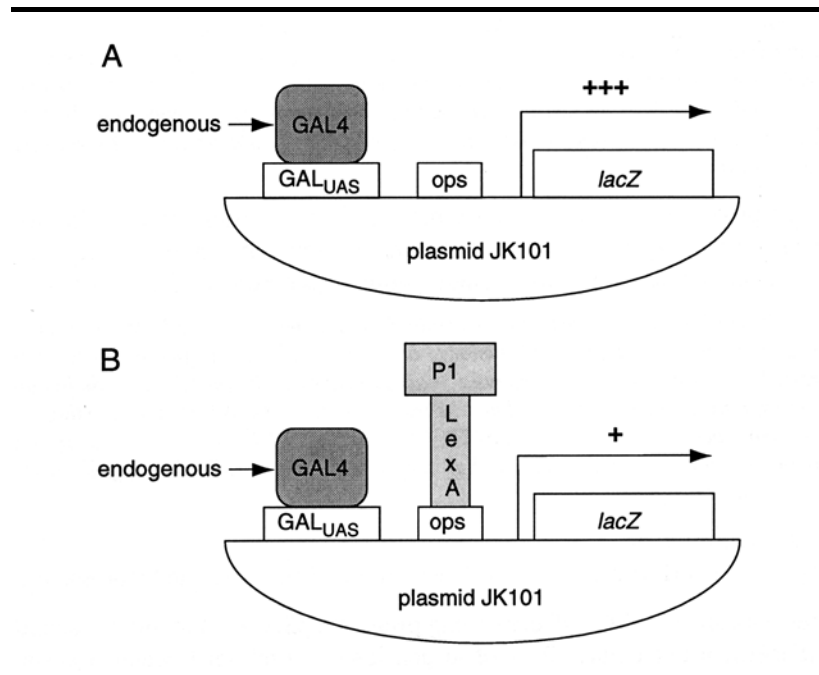 A
+++
endogenous GAL4
GALUAS ops lacZ
plasmid JK101
B
P1
L
e
x
A
+
endogenous GAL4
GALUAS ops lacZ
plasmid JK101